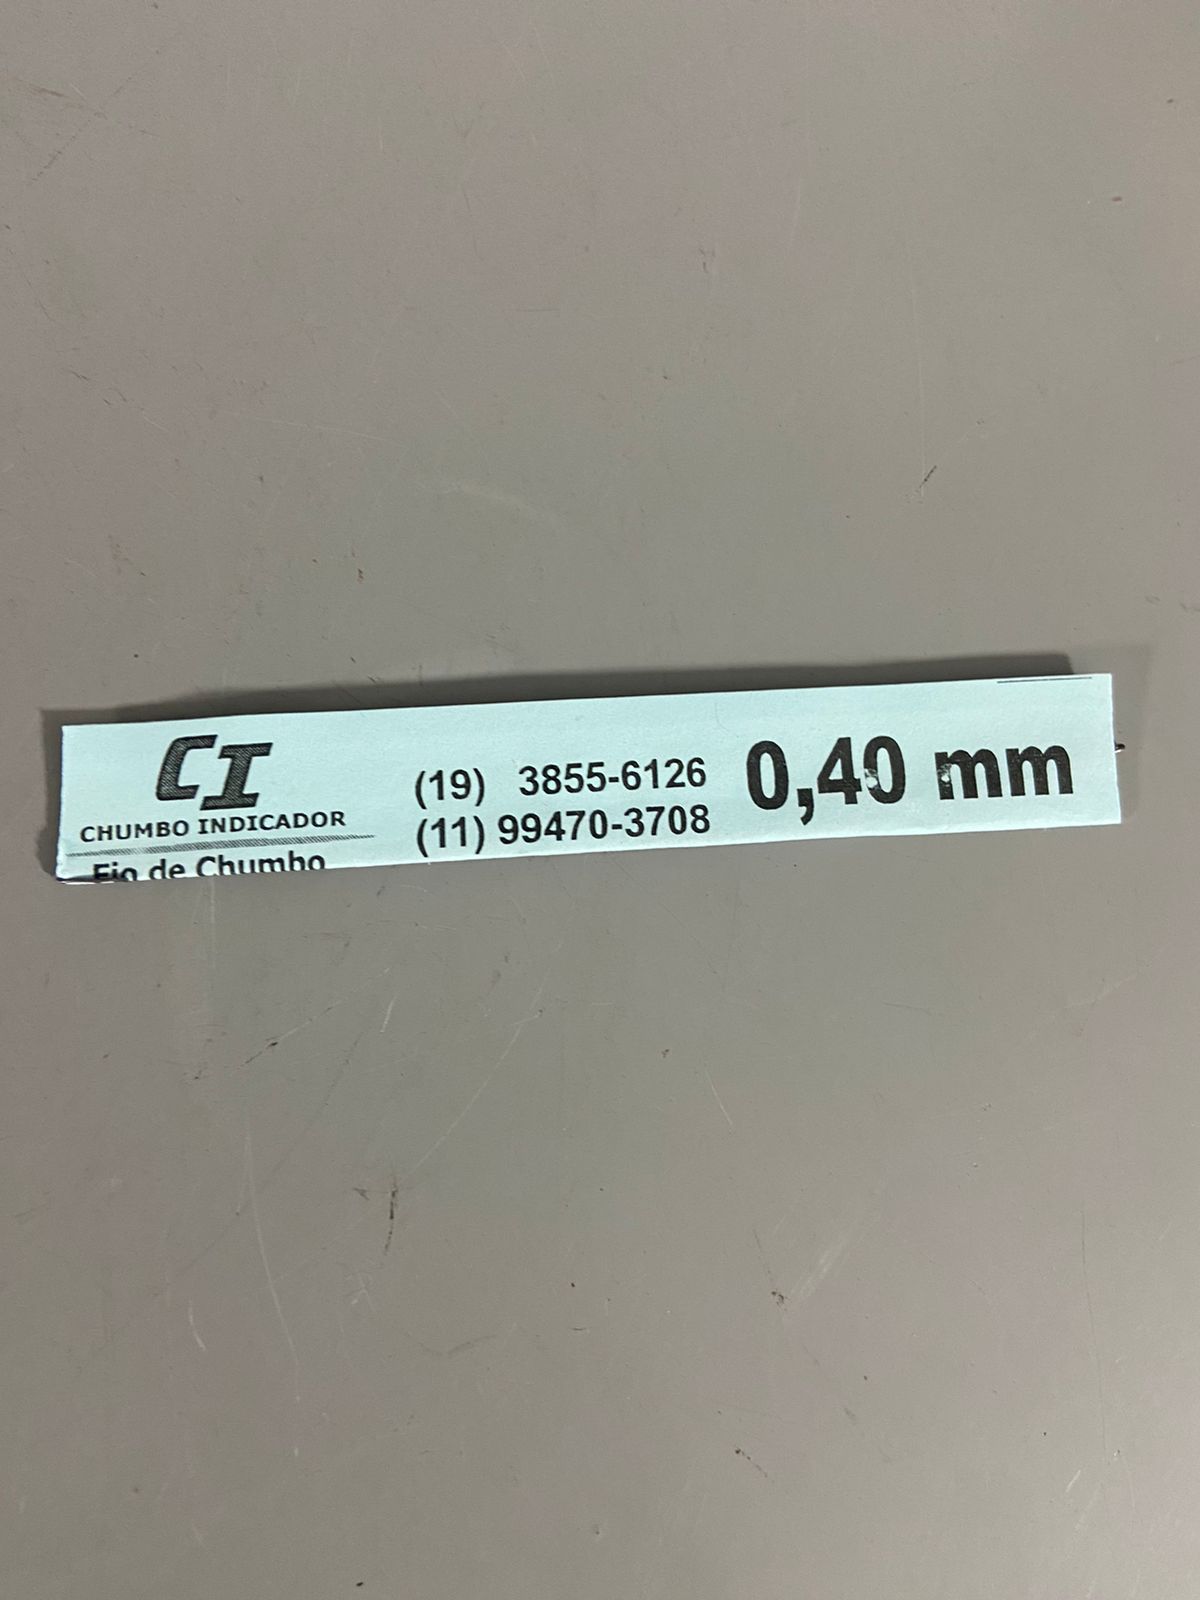 CI
CHUMBO INDICADOR
Fio de Chumbo
(19) 3855-6126
(11) 99470-3708
0,40 mm